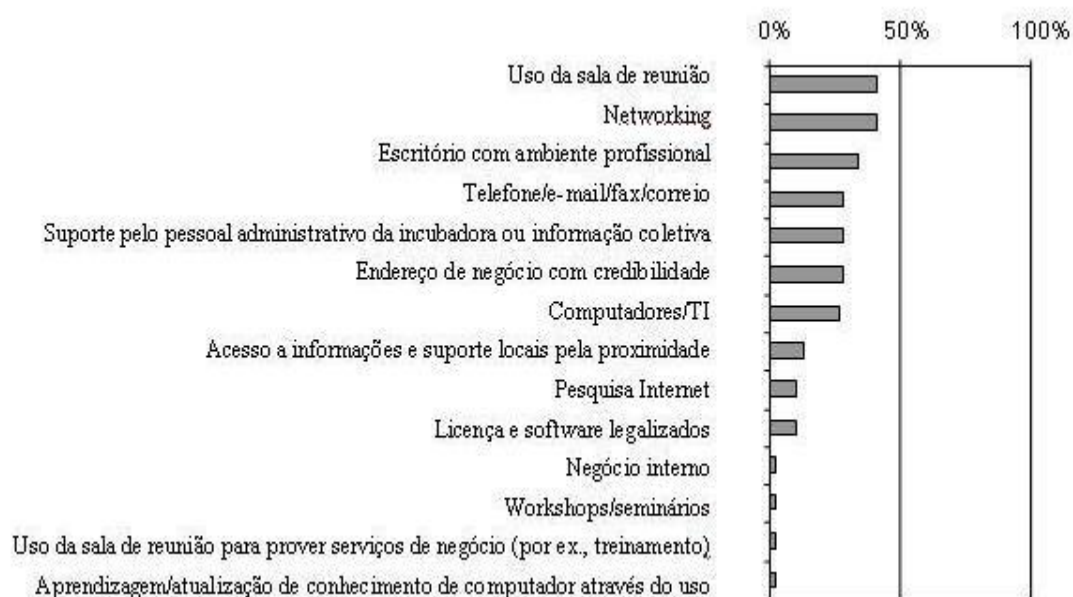 0% 50% 100%
Uso da sala de reunião
Networking
Escritório com ambiente profissional
Telefone/e-mail/fax/correio
Suporte pelo pessoal administrativo da incubadora ou informação coletiva
Endereço de negócio com credibilidade
Computadores/TI
Acesso a informações e suporte locais pela proximidade
Pesquisa Internet
Licença e software legalizados
Negócio interno
Workshops/seminários
Uso da sala de reunião para prover serviços de negócio (por ex., treinamento)
Aprendizagem/atualização de conhecimento de computador através do uso